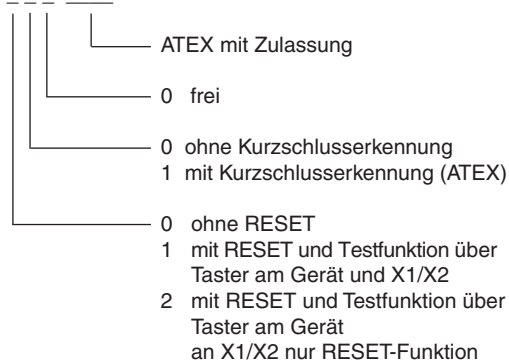 ATEX mit Zulassung
0 frei
0 ohne Kurzschlusserkennung
1 mit Kurzschlusserkennung (ATEX)
0 ohne RESET
1 mit RESET und Testfunktion über
Taster am Gerät und X1/X2
2 mit RESET und Testfunktion über
Taster am Gerät
an X1/X2 nur RESET-Funktion